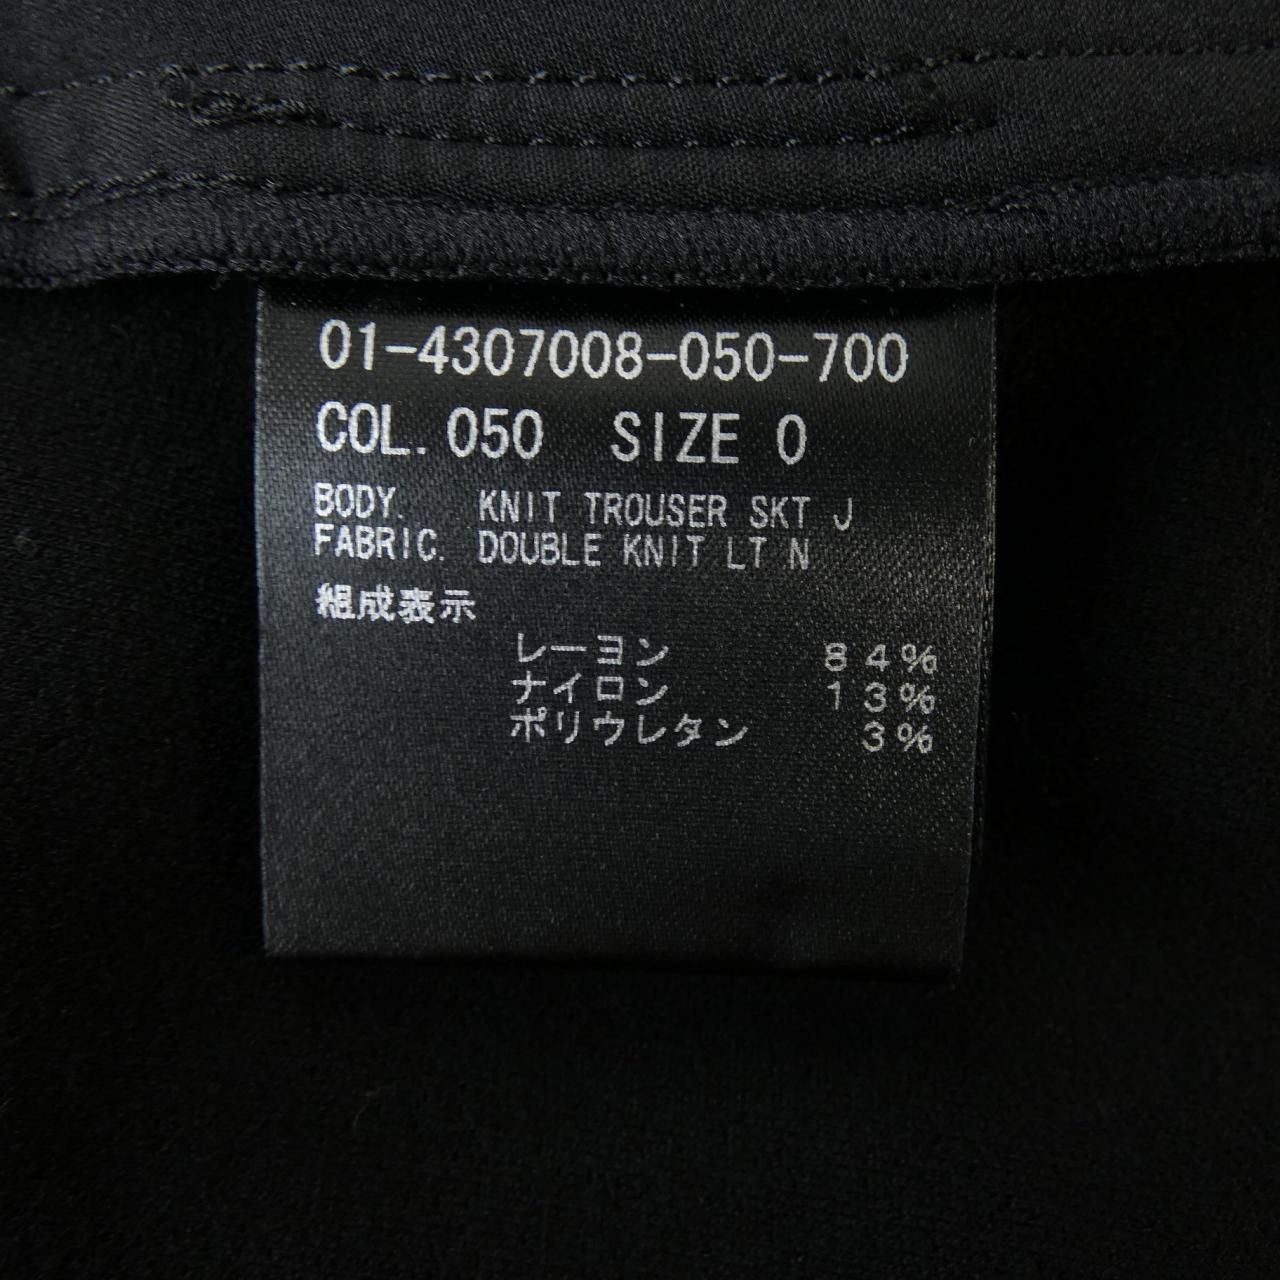 01-4307008-050-700
COL. 050 SIZE 0
BODY. KNIT TROUSER SKT J
FABRIC. DOUBLE KNIT LT N
組成表示
レーヨン 84%
ナイロン 13%
ポリウレタン 3%